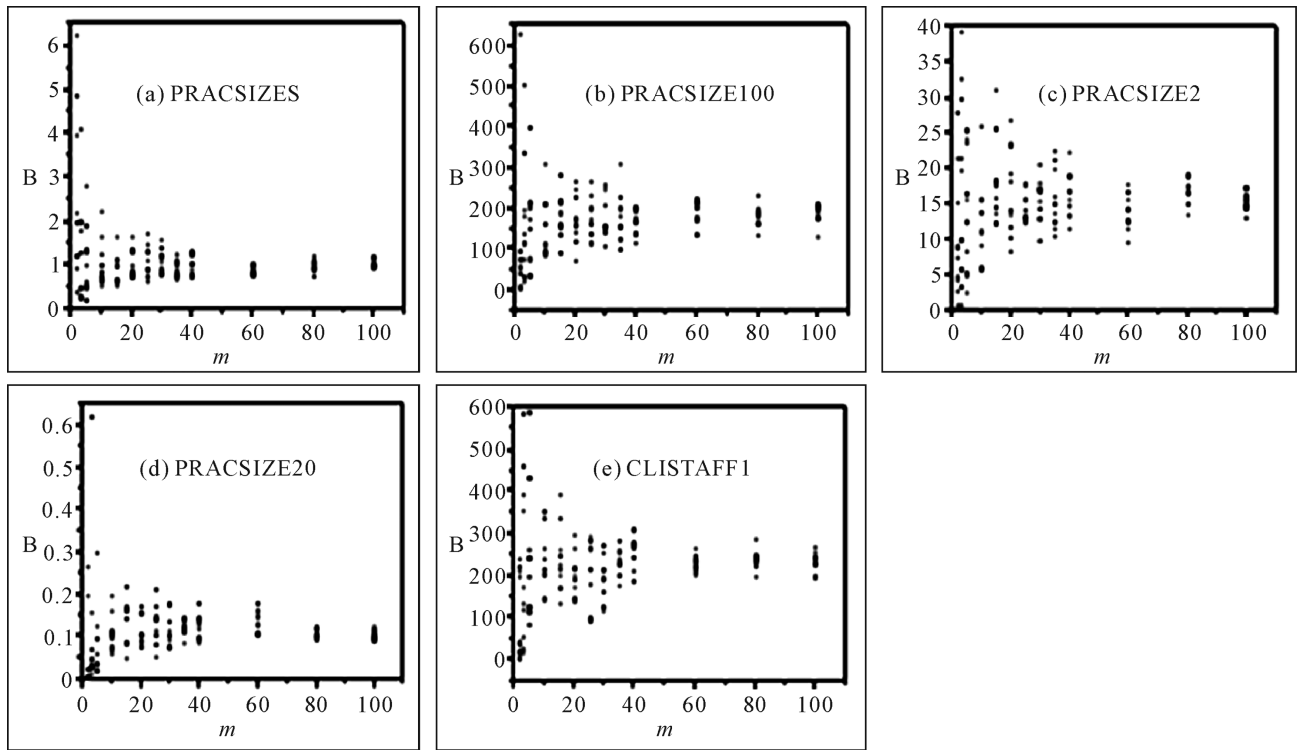 (a) PRACSIZES
B
6
5
4
3
2
1
0
0 20 40 60 80 100
m
(b) PRACSIZE100
B
600
500
400
300
200
100
0
0 20 40 60 80 100
m
(c) PRACSIZE2
B
40
35
30
25
20
15
10
5
0
0 20 40 60 80 100
m
(d) PRACSIZE20
B
0.6
0.5
0.4
0.3
0.2
0.1
0
0 20 40 60 80 100
m
(e) CLISTAFF1
B
600
500
400
300
200
100
0
0 20 40 60 80 100
m